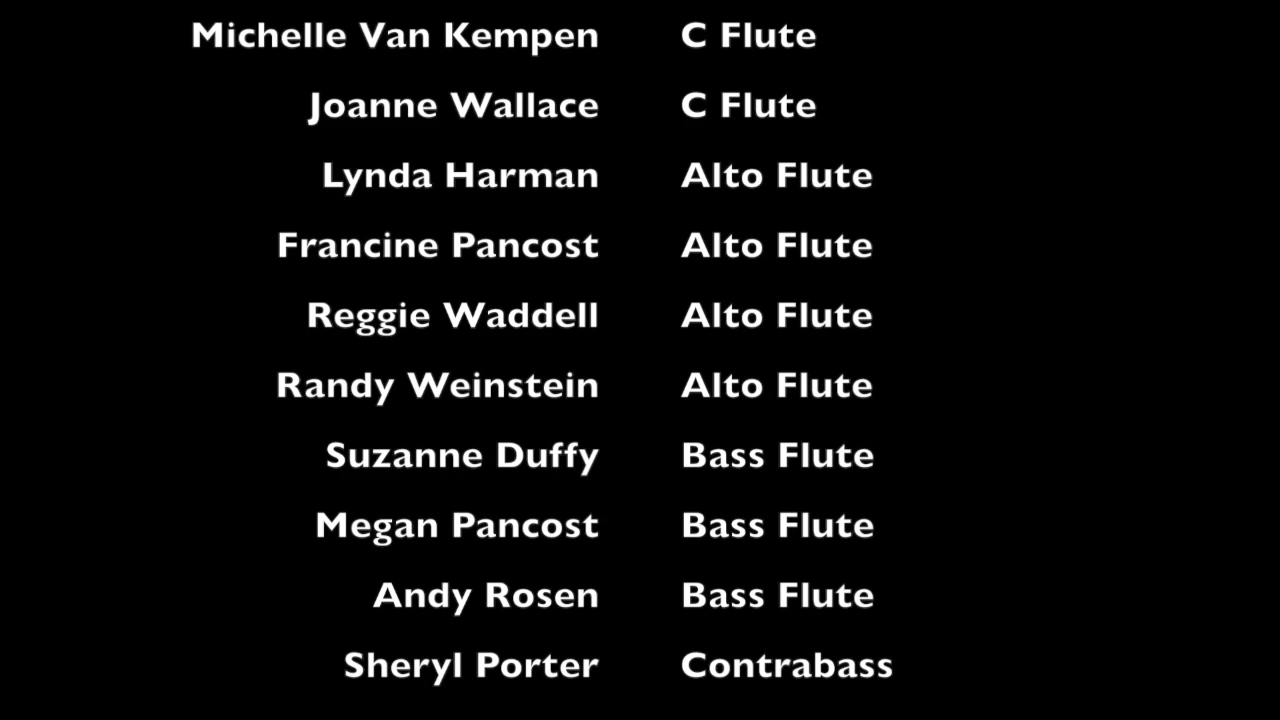 Michelle Van Kempen C Flute
Joanne Wallace C Flute
Lynda Harman Alto Flute
Francine Pancost Alto Flute
Reggie Waddell Alto Flute
Randy Weinstein Alto Flute
Suzanne Duffy Bass Flute
Megan Pancost Bass Flute
Andy Rosen Bass Flute
Sheryl Porter Contrabass